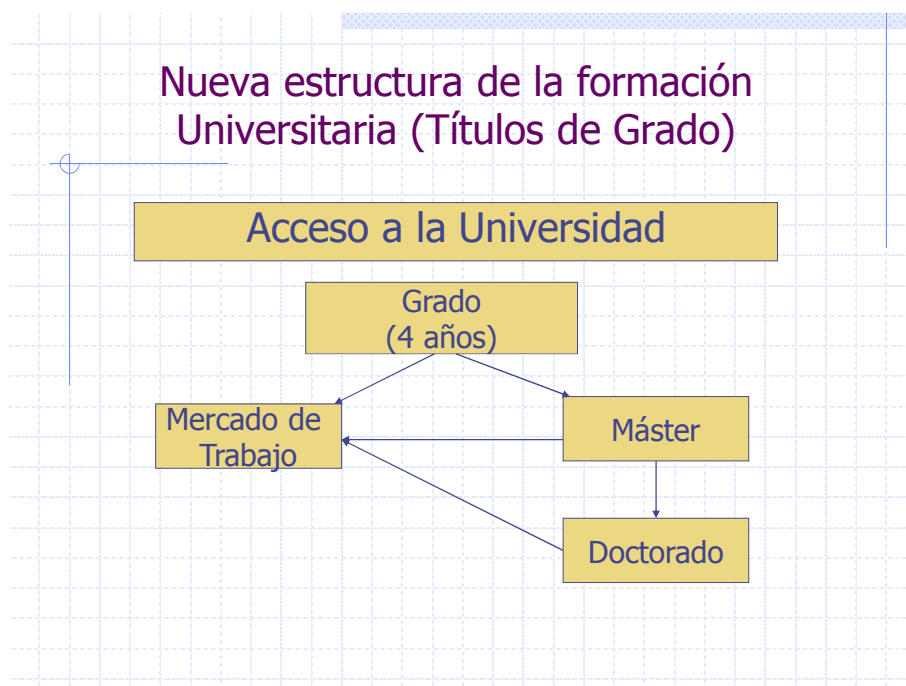 Nueva estructura de la formación
Universitaria (Títulos de Grado)
Acceso a la Universidad
Grado
(4 años)
Mercado de
Trabajo
Máster
Doctorado